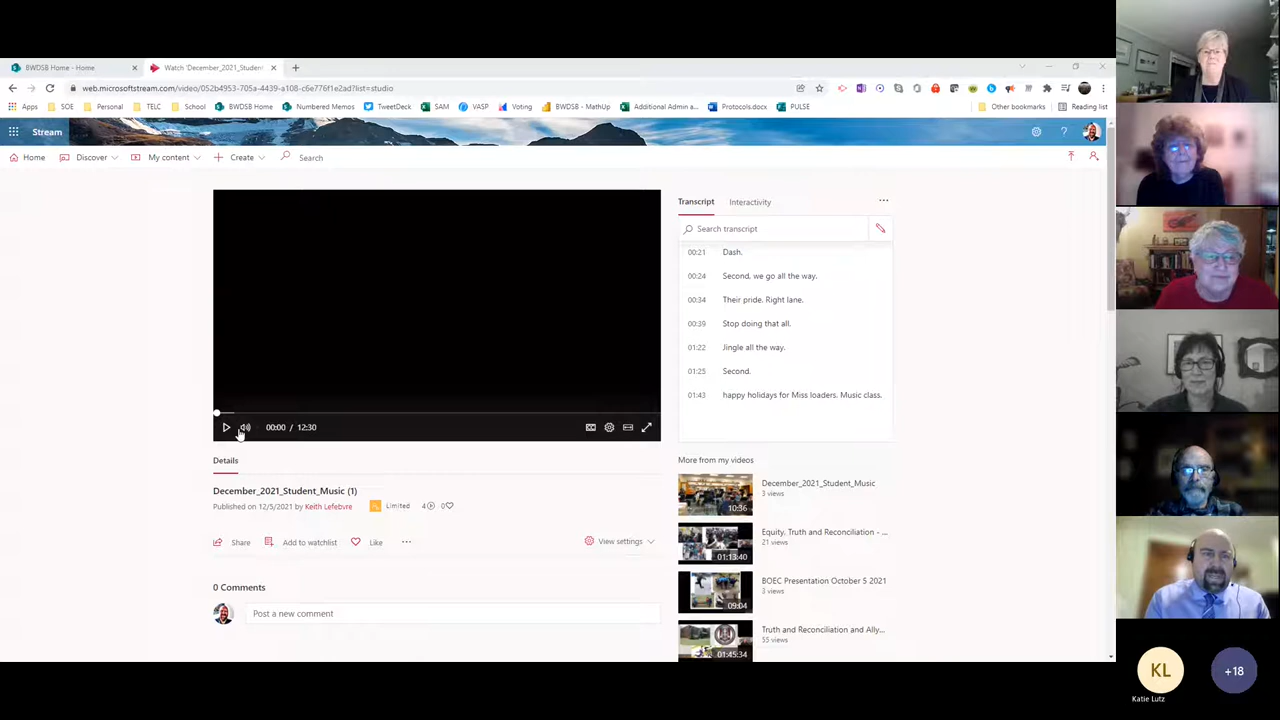 BWDSB Home - Home
Watch 'December_2021_Student
web.microsoftstream.com/video/052b4953-705a-4439-a108-c6e776f1e2ad?list=studio
Apps SOE Personal TELC School BWDSB Home Numbered Memos TweetDeck SAM VASP Voting BWDSB - MathUp Additional Admin a... Protocols.docx PULSE Other bookmarks Reading list
Stream
Home Discover My content Create Search
Transcript Interactivity
Search transcript
00:21 Dash.
00:24 Second, we go all the way.
00:34 Their pride. Right lane.
00:39 Stop doing that all.
01:22 Jingle all the way.
01:25 Second.
01:43 happy holidays for Miss loaders. Music class.
00:00 / 12:30
Details
December_2021_Student_Music (1)
Published on 12/5/2021 by Keith Lefebvre Limited 4 0
Share Add to watchlist Like View settings
0 Comments
Post a new comment
More from my videos
10:36
December_2021_Student_Music
3 views
01:13:40
Equity, Truth and Reconciliation - ...
21 views
09:04
BOEC Presentation October 5 2021
3 views
01:45:34
Truth and Reconciliation and Ally...
55 views
KL
+18
Katie Lutz